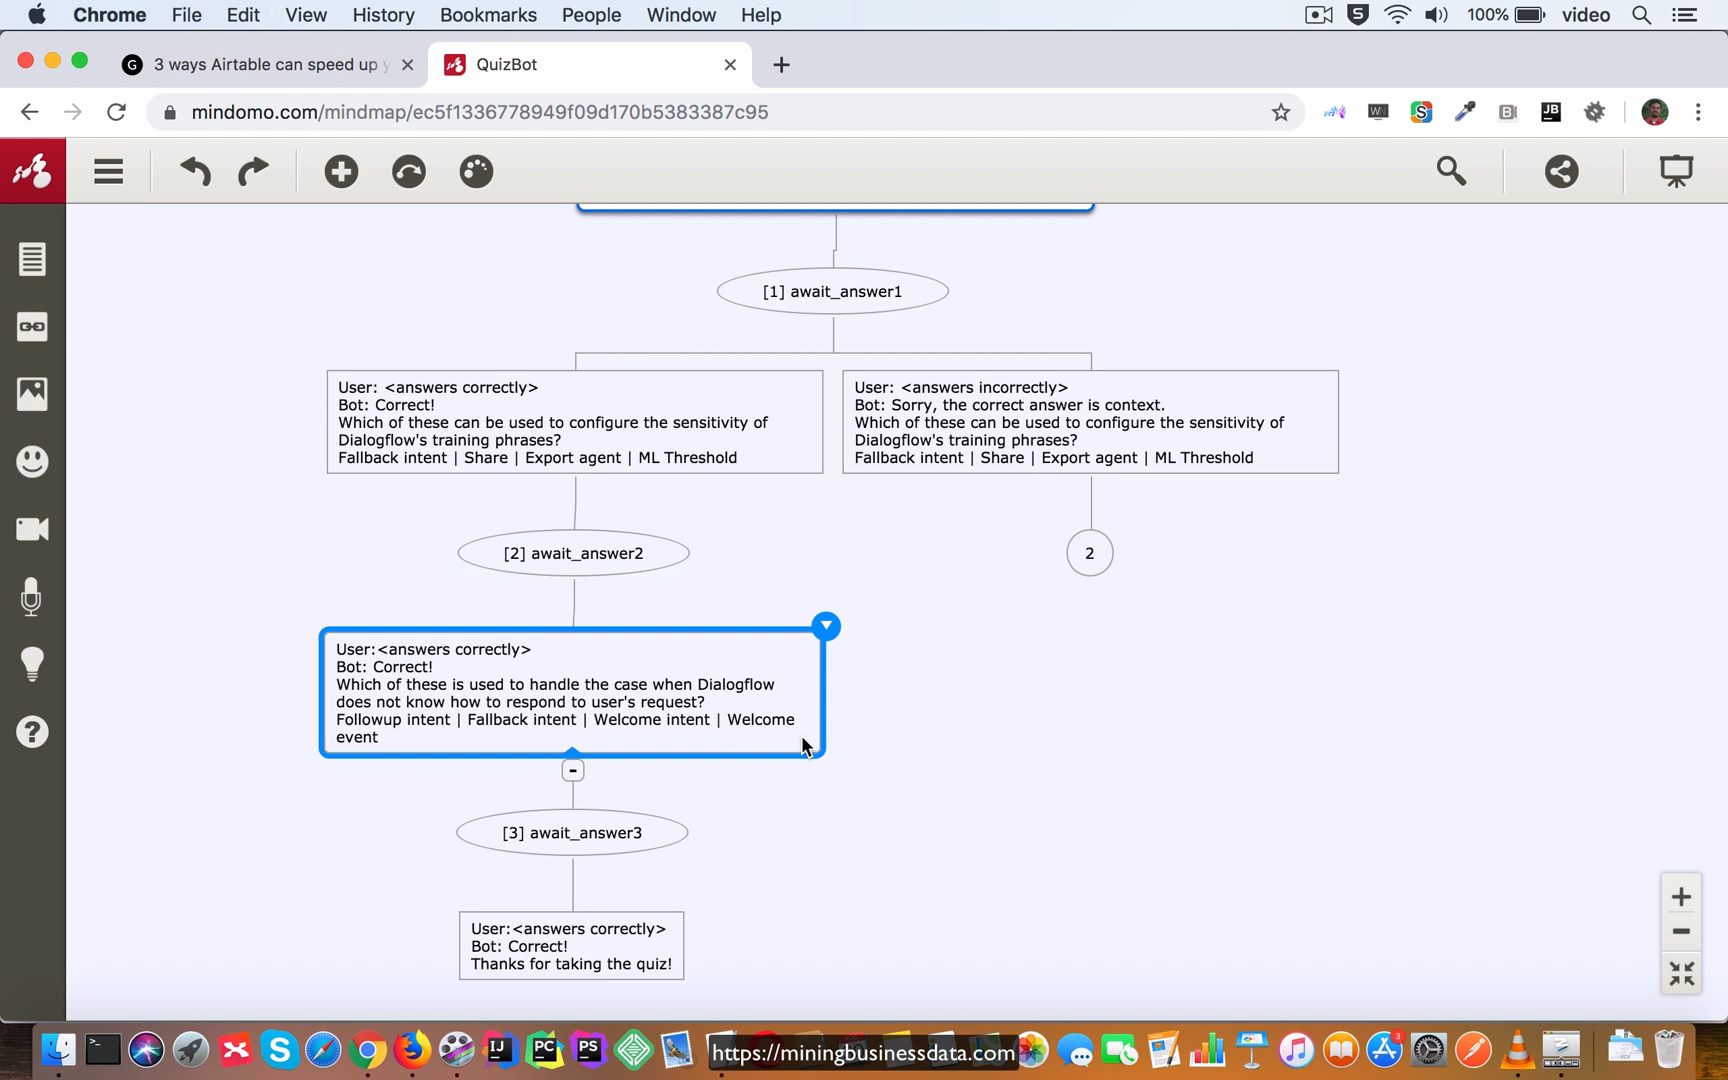 Chrome File Edit View History Bookmarks People Window Help
100% video
3 ways Airtable can speed up y
QuizBot
mindomo.com/mindmap/ec5f1336778949f09d170b5383387c95
[1] await_answer1
User: <answers correctly>
Bot: Correct!
Which of these can be used to configure the sensitivity of
Dialogflow's training phrases?
Fallback intent | Share | Export agent | ML Threshold
User: <answers incorrectly>
Bot: Sorry, the correct answer is context.
Which of these can be used to configure the sensitivity of
Dialogflow's training phrases?
Fallback intent | Share | Export agent | ML Threshold
[2] await_answer2
2
User:<answers correctly>
Bot: Correct!
Which of these is used to handle the case when Dialogflow
does not know how to respond to user's request?
Followup intent | Fallback intent | Welcome intent | Welcome
event
[3] await_answer3
User:<answers correctly>
Bot: Correct!
Thanks for taking the quiz!
https://miningbusinessdata.com